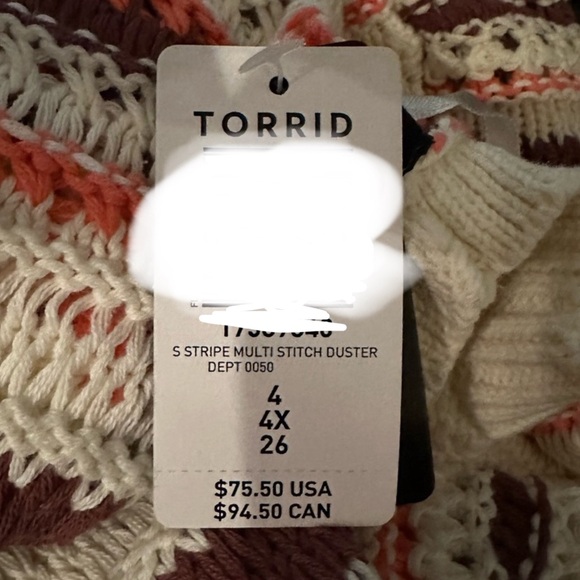 TORRID
S STRIPE MULTI STITCH DUSTER
DEPT 0050
4
4X
26
$75.50 USA
$94.50 CAN